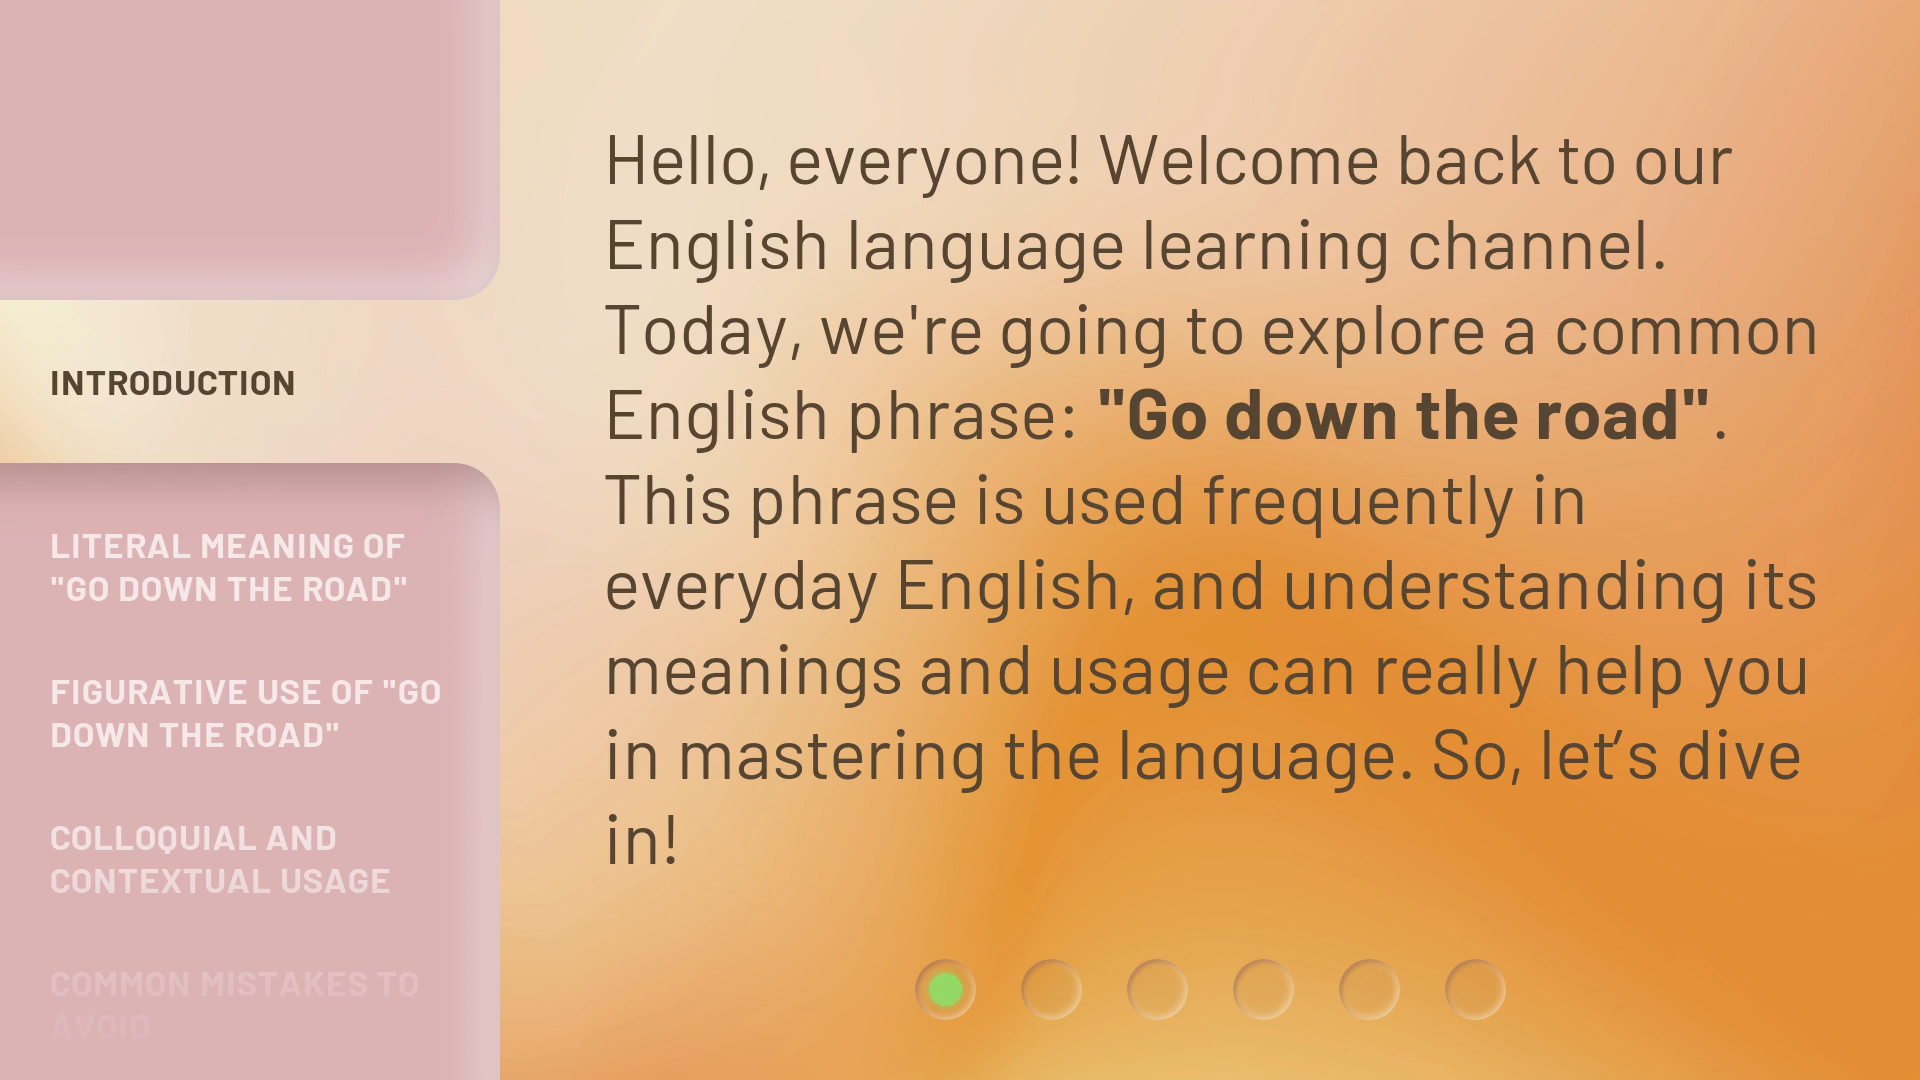 INTRODUCTION
LITERAL MEANING OF
"GO DOWN THE ROAD"
FIGURATIVE USE OF "GO
DOWN THE ROAD"
COLLOQUIAL AND
CONTEXTUAL USAGE
COMMON MISTAKES TO
AVOID
Hello, everyone! Welcome back to our
English language learning channel.
Today, we're going to explore a common
English phrase: "Go down the road".
This phrase is used frequently in
everyday English, and understanding its
meanings and usage can really help you
in mastering the language. So, let’s dive
in!